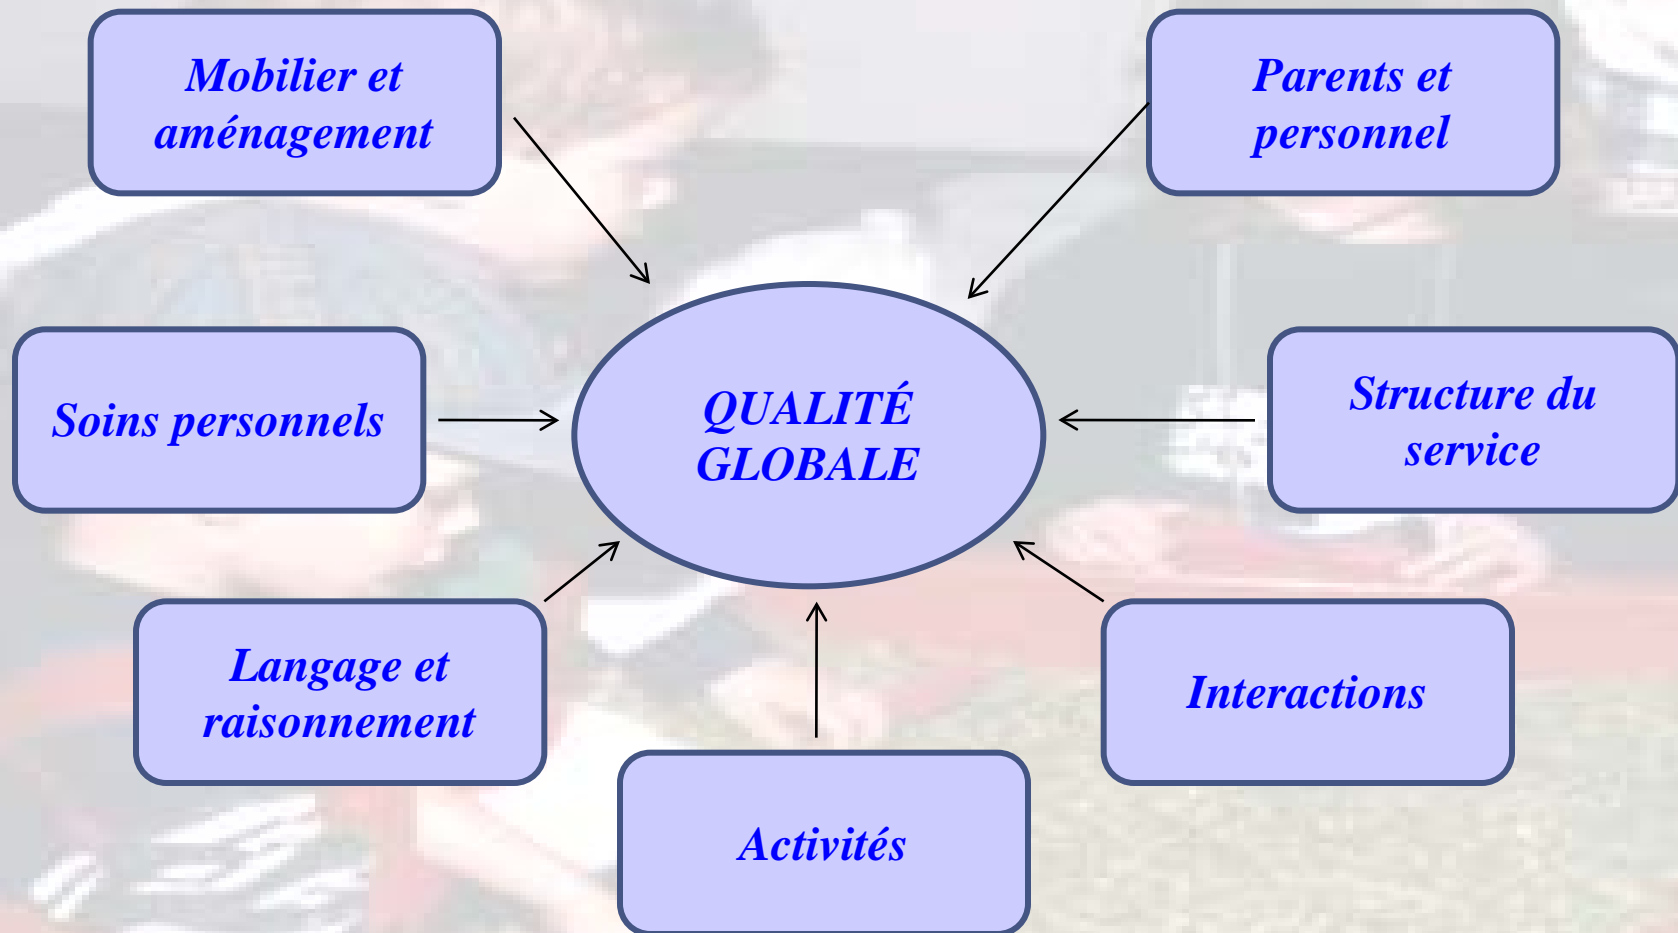 Mobilier et
aménagement
Parents et
personnel
Soins personnels
QUALITÉ
GLOBALE
Structure du
service
Langage et
raisonnement
Interactions
Activités